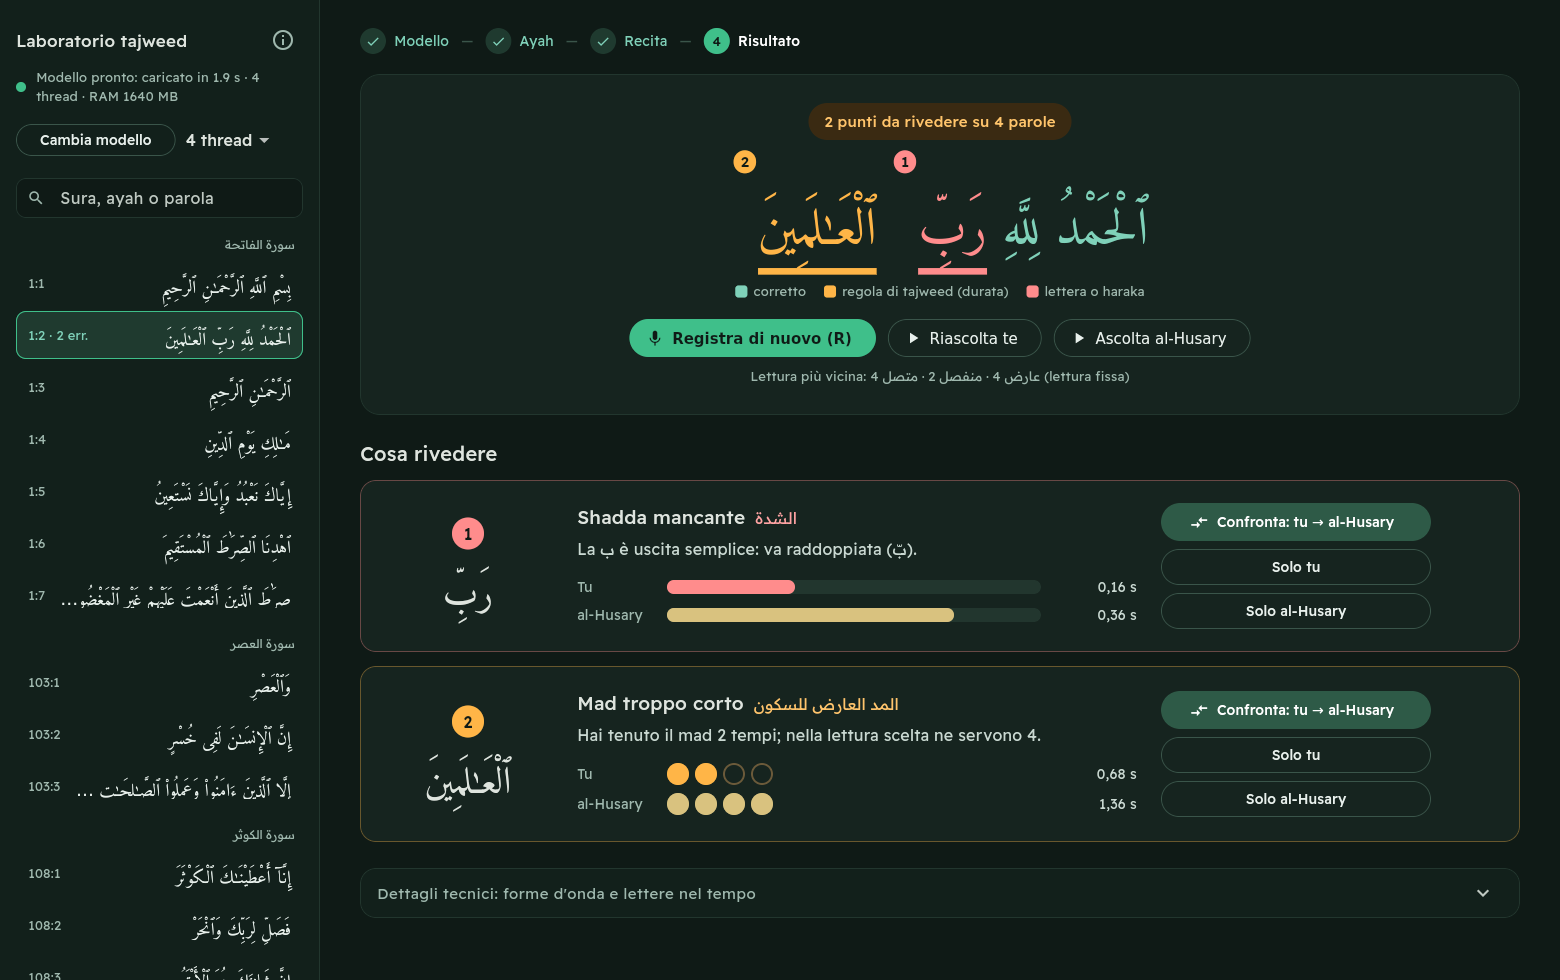 Laboratorio tajweed
Modello pronto: caricato in 1.9 s · 4
thread · RAM 1640 MB
Cambia modello
4 thread
Sura, ayah o parola
سورة الفاتحة
1:1
بِسْمِ ٱللَّهِ ٱلرَّحْمَـٰنِ ٱلرَّحِيمِ
1:2 · 2 err.
ٱلْحَمْدُ لِلَّهِ رَبِّ ٱلْعَـٰلَمِينَ
1:3
ٱلرَّحْمَـٰنِ ٱلرَّحِيمِ
1:4
مَـٰلِكِ يَوْمِ ٱلدِّينِ
1:5
إِيَّاكَ نَعْبُدُ وَإِيَّاكَ نَسْتَعِينُ
1:6
ٱهْدِنَا ٱلصِّرَٰطَ ٱلْمُسْتَقِيمَ
1:7
صِرَٰطَ ٱلَّذِينَ أَنْعَمْتَ عَلَيْهِمْ غَيْرِ ٱلْمَغْضُو...
سورة العصر
103:1
وَٱلْعَصْرِ
103:2
إِنَّ ٱلْإِنسَـٰنَ لَفِى خُسْرٍ
103:3
إِلَّا ٱلَّذِينَ ءَامَنُوا۟ وَعَمِلُوا۟ ٱلصَّـٰلِحَـٰتِ ...
سورة الكوثر
108:1
إِنَّآ أَعْطَيْنَـٰكَ ٱلْكَوْثَرَ
108:2
فَصَلِّ لِرَبِّكَ وَٱنْحَرْ
108:3
Modello — Ayah — Recita — 4 Risultato
2 punti da rivedere su 4 parole
2 1
ٱلْحَمْدُ لِلَّهِ رَبِّ ٱلْعَـٰلَمِينَ
corretto regola di tajweed (durata) lettera o haraka
Registra di nuovo (R) Riascolta te Ascolta al-Husary
Lettura più vicina: متصل 4 · منفصل 2 · عارض 4 (lettura fissa)
Cosa rivedere
1
رَبِّ
Shadda mancante الشدة
La ب è uscita semplice: va raddoppiata (بّ).
Tu 0,16 s
al-Husary 0,36 s
Confronta: tu → al-Husary
Solo tu
Solo al-Husary
2
ٱلْعَـٰلَمِينَ
Mad troppo corto المد العارض للسكون
Hai tenuto il mad 2 tempi; nella lettura scelta ne servono 4.
Tu 0,68 s
al-Husary 1,36 s
Confronta: tu → al-Husary
Solo tu
Solo al-Husary
Dettagli tecnici: forme d'onda e lettere nel tempo